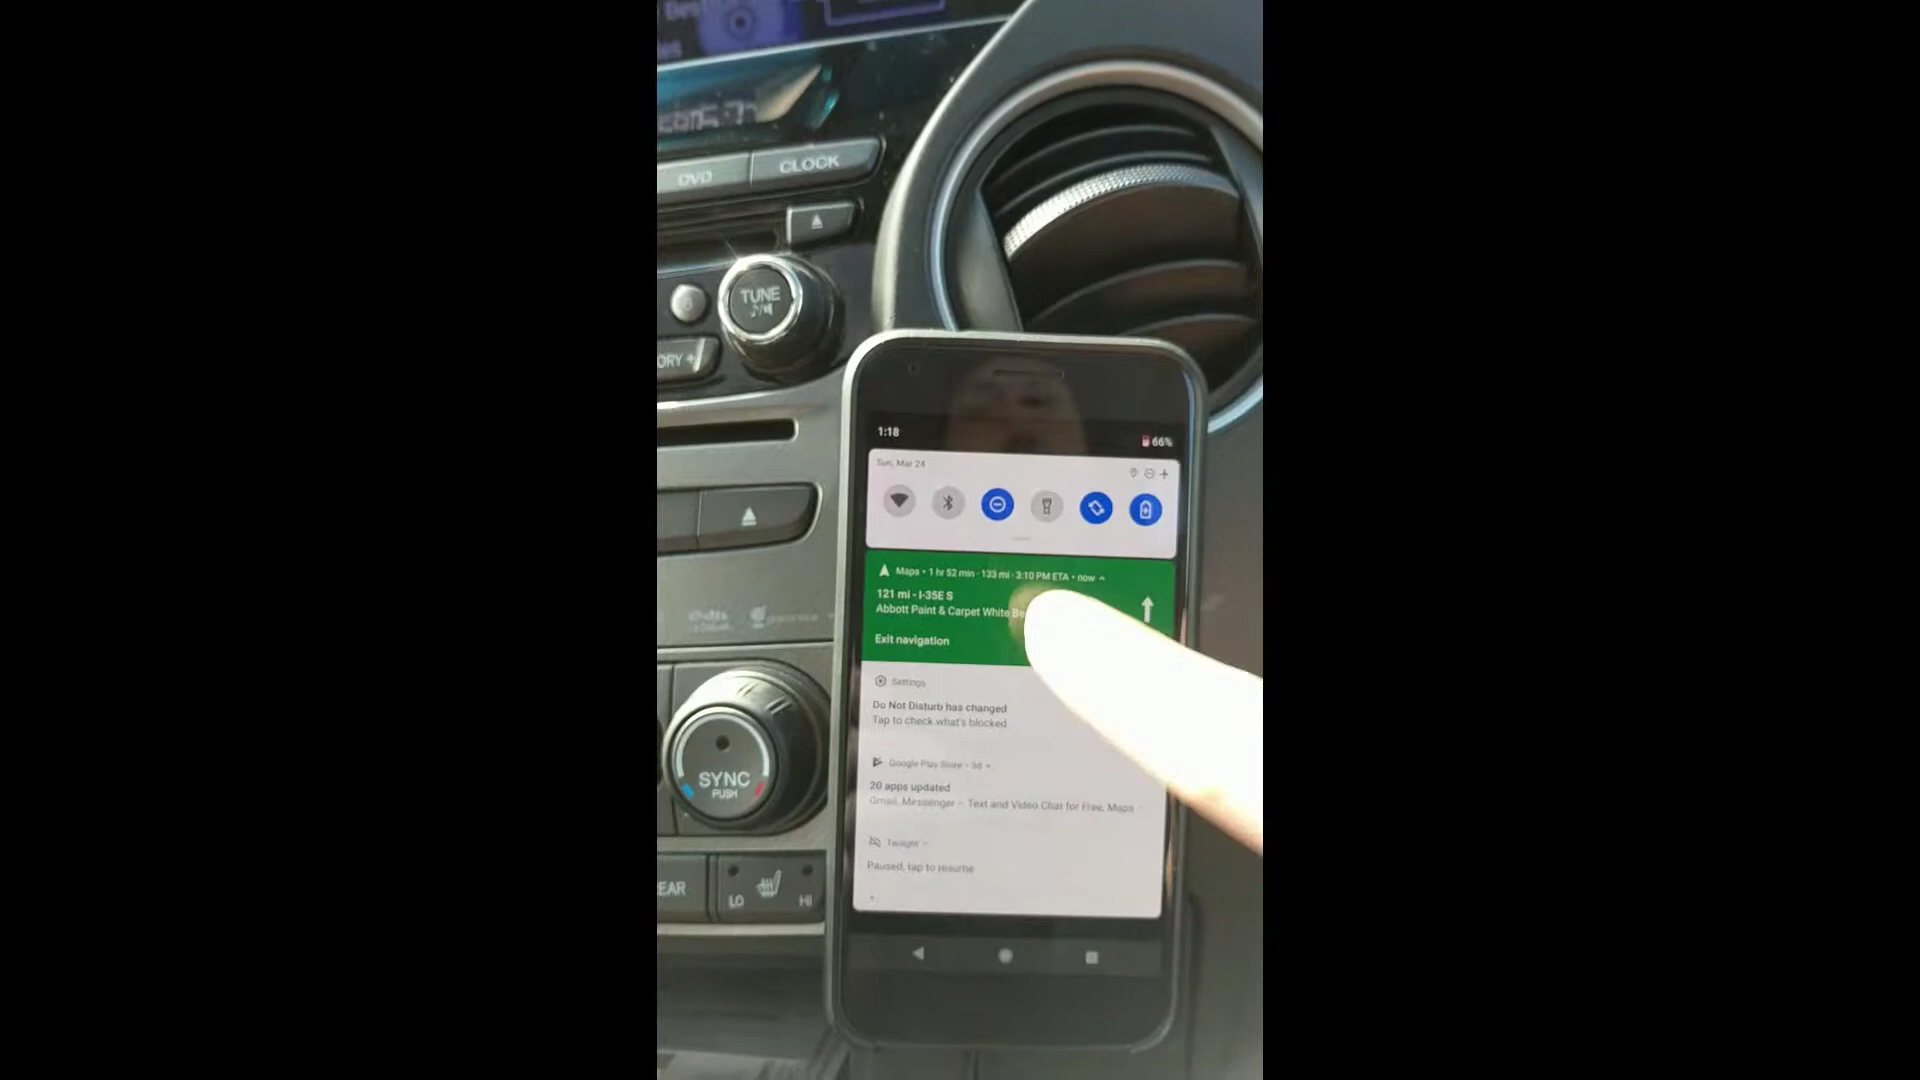 CLOCK
DVD
TUNE
ORY +
1:18
66%
Sun, Mar 24
Maps • 1 hr 52 min · 133 mi · 3:10 PM ETA • now
121 mi - I-35E S
Abbott Paint & Carpet White Be
Exit navigation
Settings
Do Not Disturb has changed
Tap to check what's blocked
Google Play Store • 3d
20 apps updated
Gmail, Messenger – Text and Video Chat for Free, Maps
Twilight
Paused, tap to resume
SYNC
PUSH
EAR
LO
HI